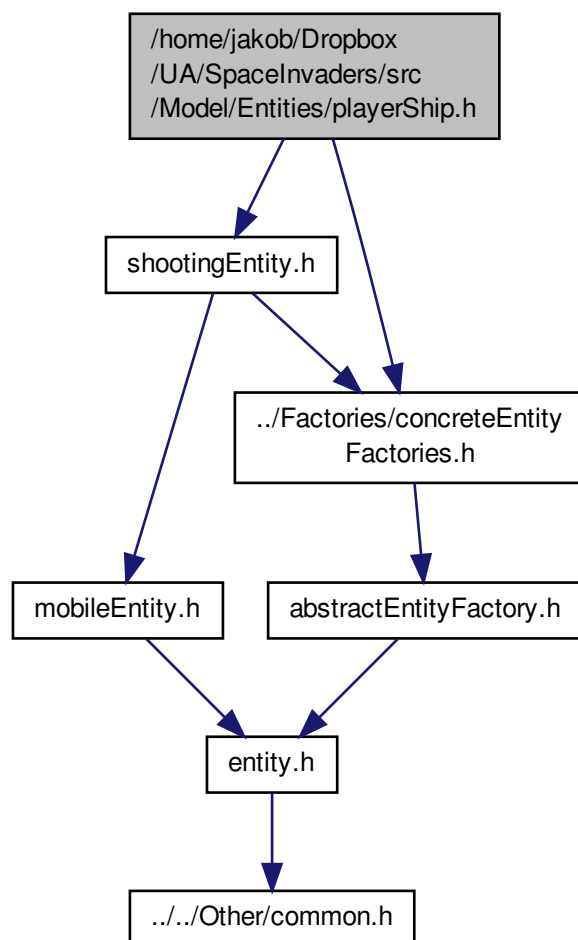 /home/jakob/Dropbox
/UA/SpaceInvaders/src
/Model/Entities/playerShip.h
shootingEntity.h
../Factories/concreteEntity
Factories.h
mobileEntity.h
abstractEntityFactory.h
entity.h
../../Other/common.h